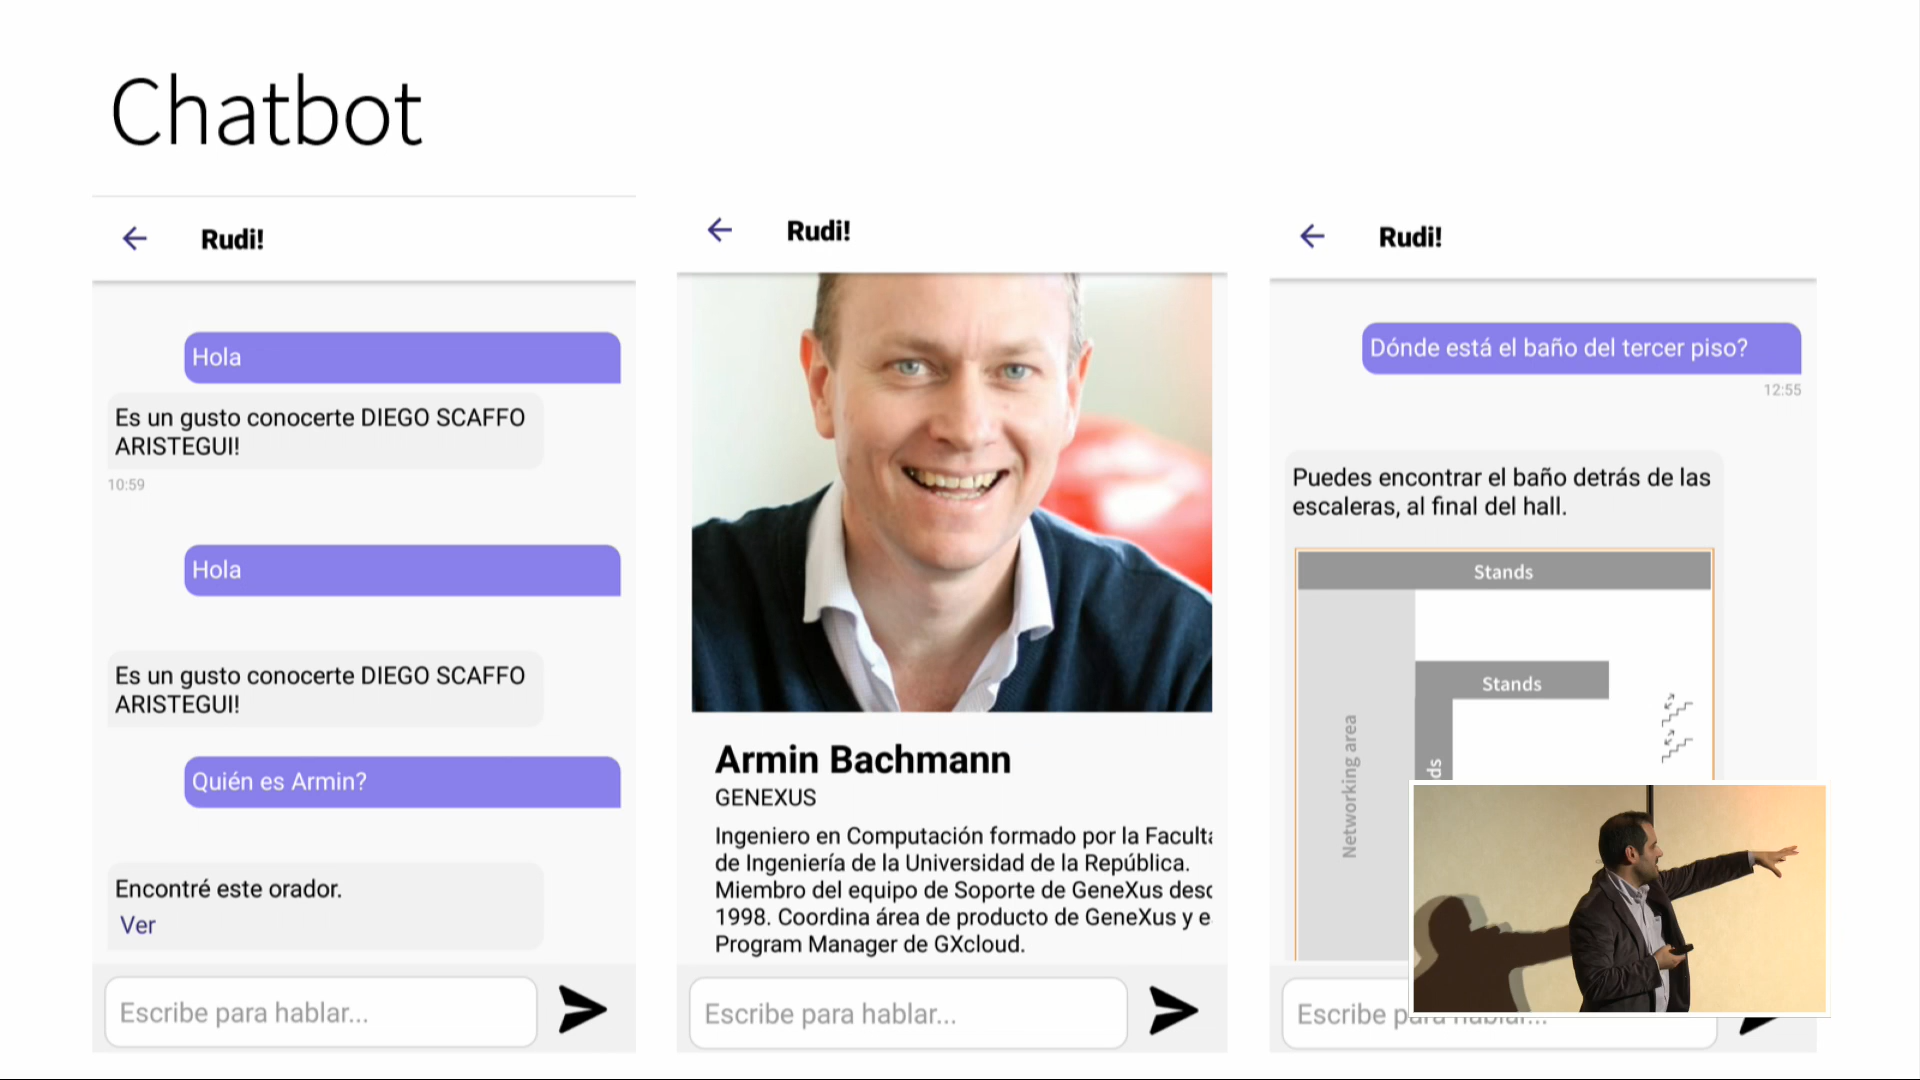 Chatbot
Rudi!
Hola
Es un gusto conocerte DIEGO SCAFFO
ARISTEGUI!
10:59
Hola
Es un gusto conocerte DIEGO SCAFFO
ARISTEGUI!
Quién es Armin?
Encontré este orador.
Ver
Escribe para hablar...
Rudi!
Armin Bachmann
GENEXUS
Ingeniero en Computación formado por la Faculta
de Ingeniería de la Universidad de la República.
Miembro del equipo de Soporte de GeneXus desd
1998. Coordina área de producto de GeneXus y e
Program Manager de GXcloud.
Escribe para hablar...
Rudi!
Dónde está el baño del tercer piso?
12:55
Puedes encontrar el baño detrás de las
escaleras, al final del hall.
Stands
Stands
Networking area
ds
Escribe para hablar...